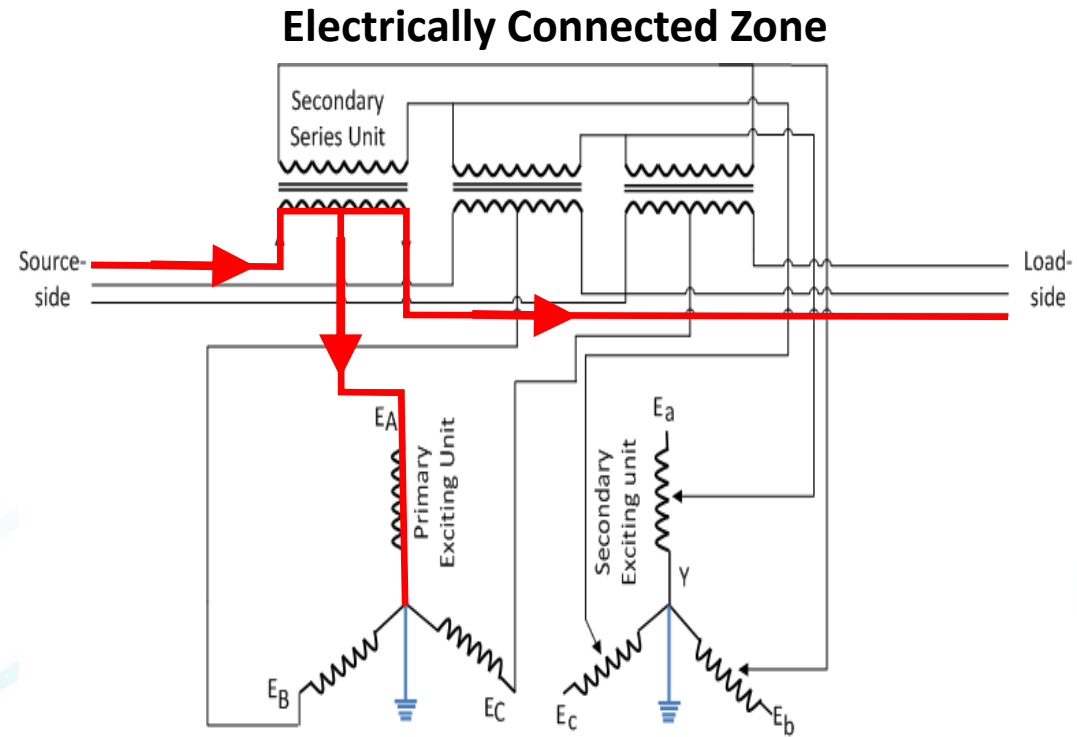 Electrically Connected Zone
Secondary
Series Unit
Source-
side
Load-
side
EA
Primary
Exciting Unit
EB
EC
Ea
Secondary
Exciting unit
Y
Ec
Eb